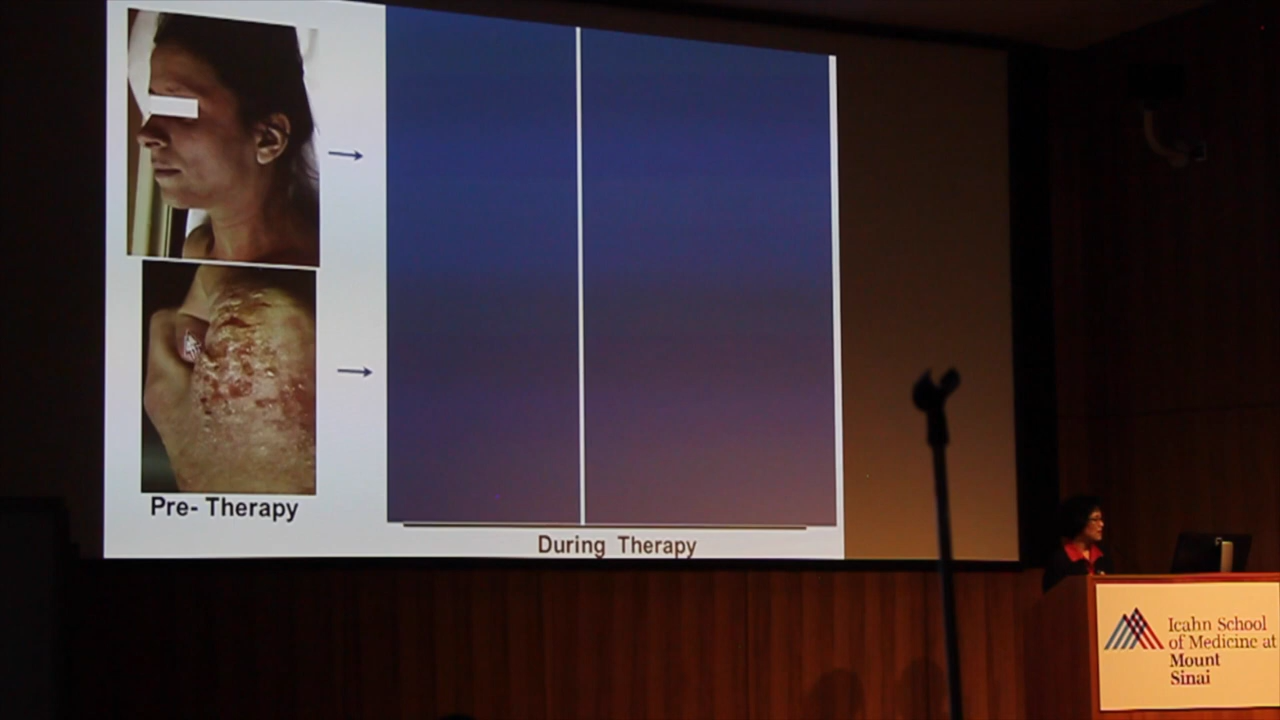 Pre- Therapy
During Therapy
Icahn School
of Medicine at
Mount
Sinai